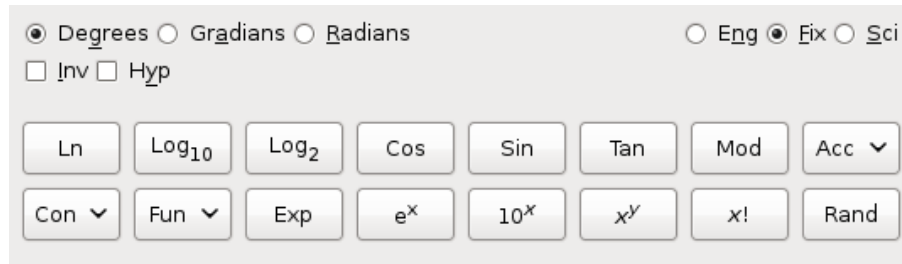 Degrees Gradians Radians Eng Fix Sci
Inv Hyp
Ln Log₁₀ Log₂ Cos Sin Tan Mod Acc
Con Fun Exp eˣ 10ˣ xʸ x! Rand